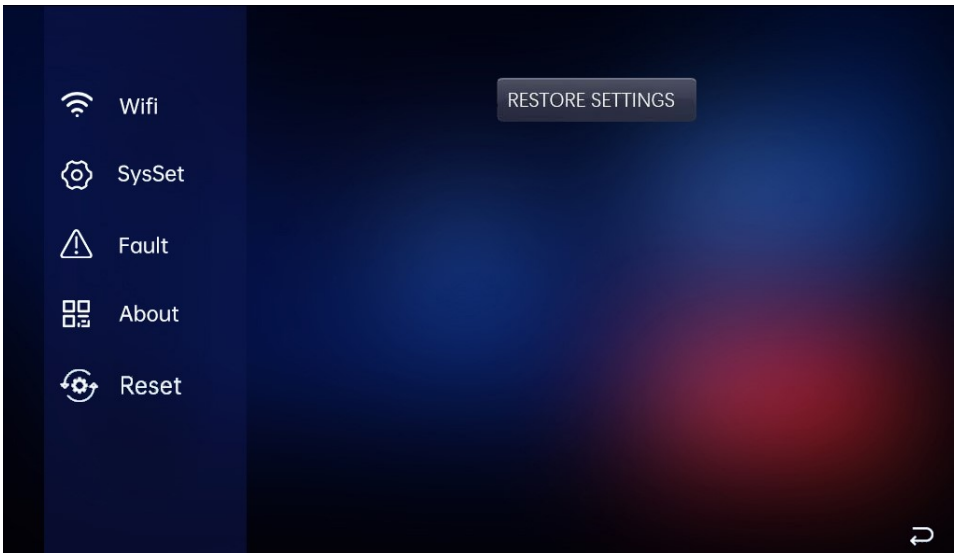 Wifi
RESTORE SETTINGS
SysSet
Fault
About
Reset